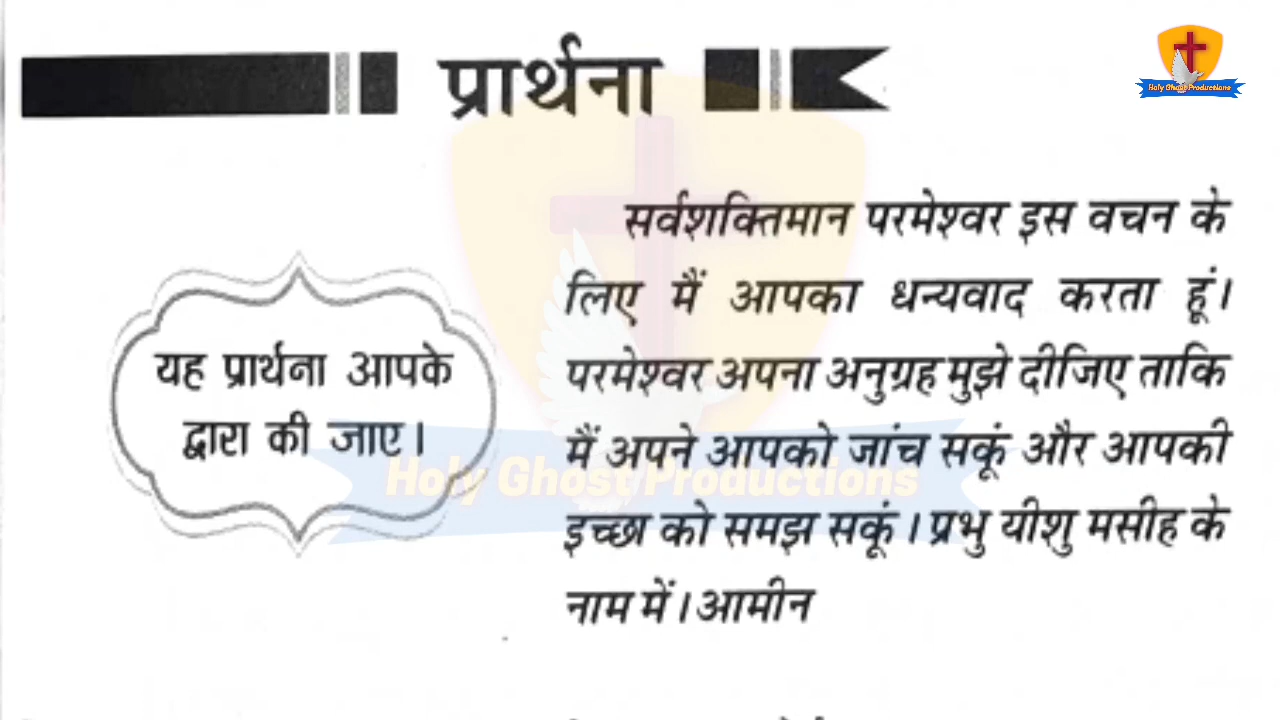 प्रार्थना
Holy Ghost Productions
यह प्रार्थना आपके
द्वारा की जाए।
सर्वशक्तिमान परमेश्वर इस वचन के
लिए मैं आपका धन्यवाद करता हूं।
परमेश्वर अपना अनुग्रह मुझे दीजिए ताकि
मैं अपने आपको जांच सकूं और आपकी
इच्छा को समझ सकूं। प्रभु यीशु मसीह के
नाम में। आमीन
Holy Ghost Productions